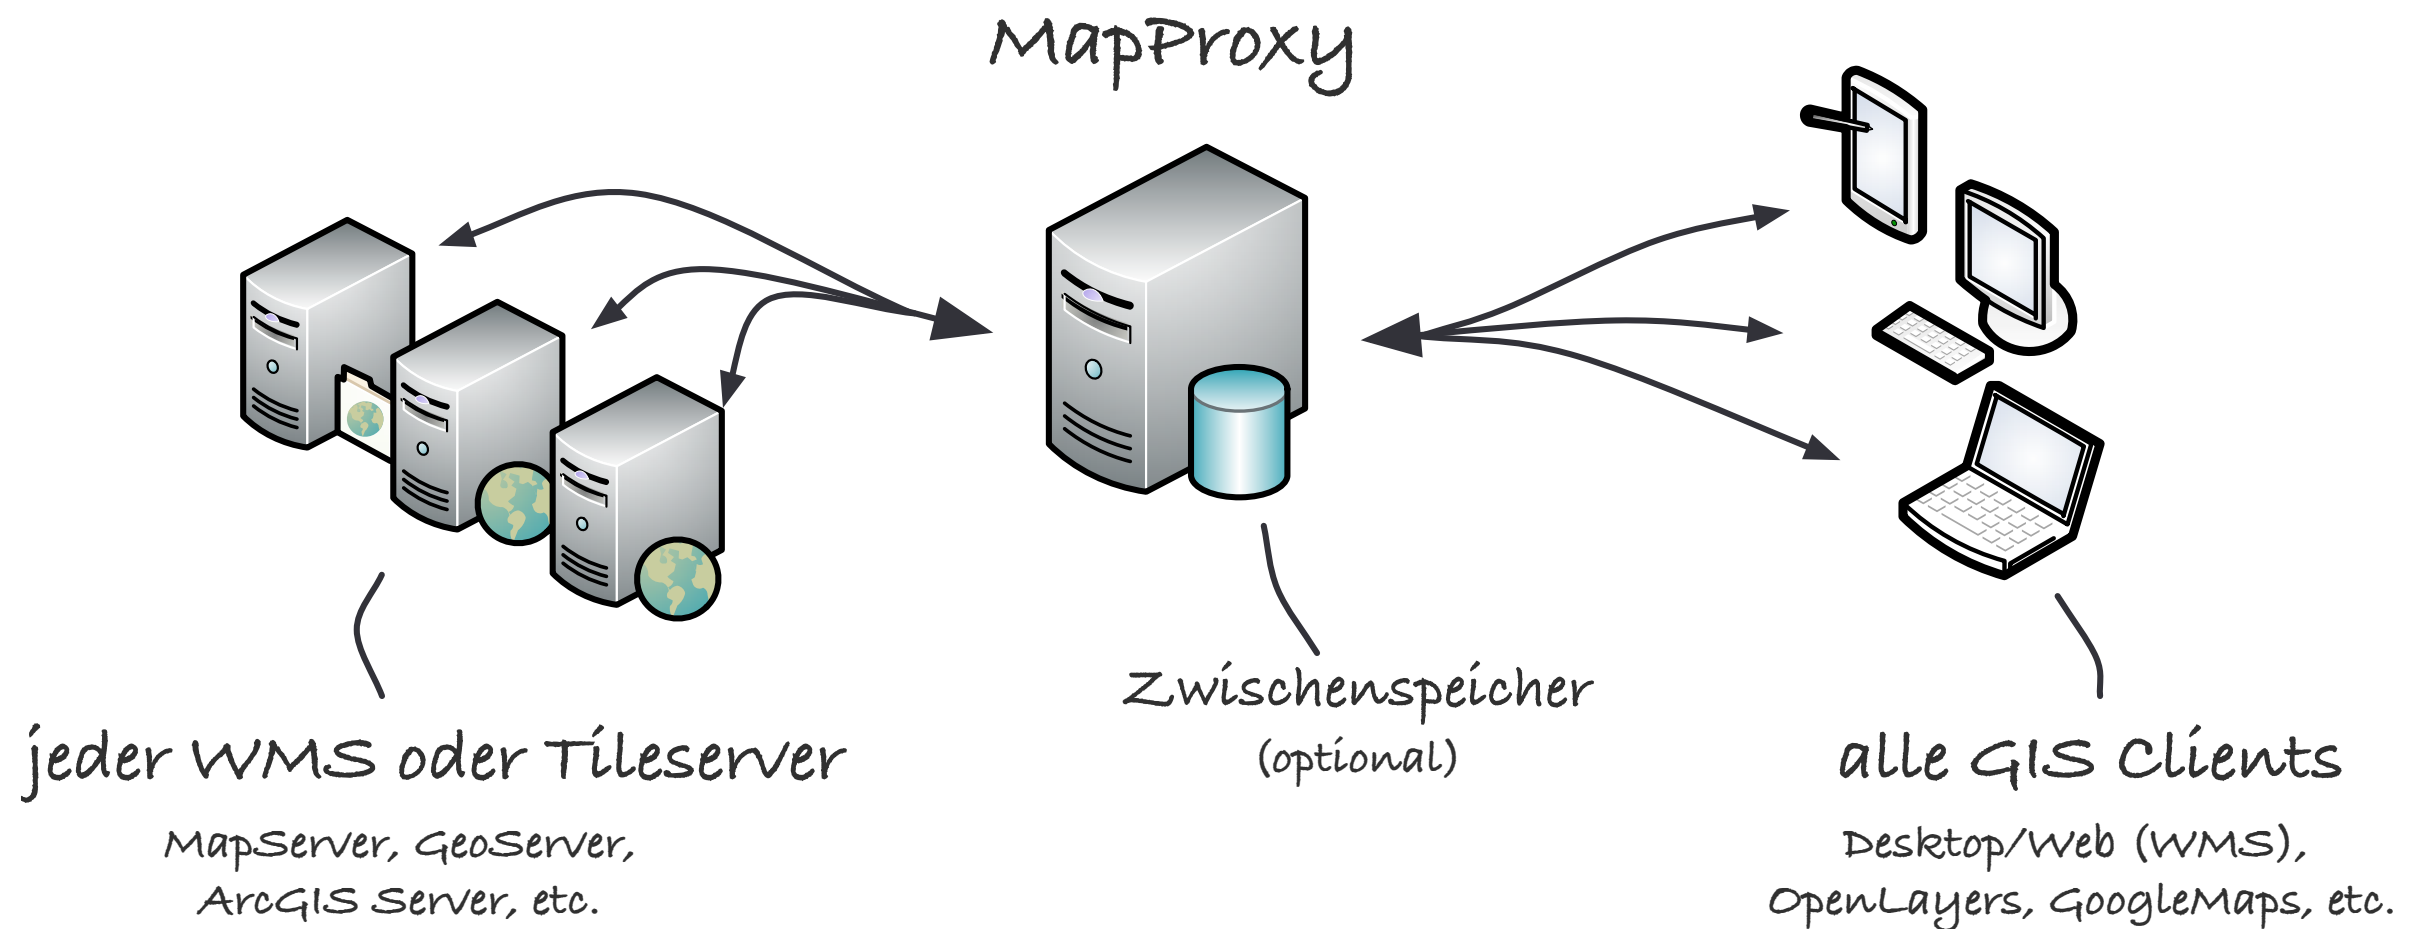 MapProxy
Zwischenspeicher
(optional)
jeder WMS oder Tileserver
MapServer, GeoServer,
ArcGIS Server, etc.
alle GIS Clients
Desktop/Web (WMS),
OpenLayers, GoogleMaps, etc.